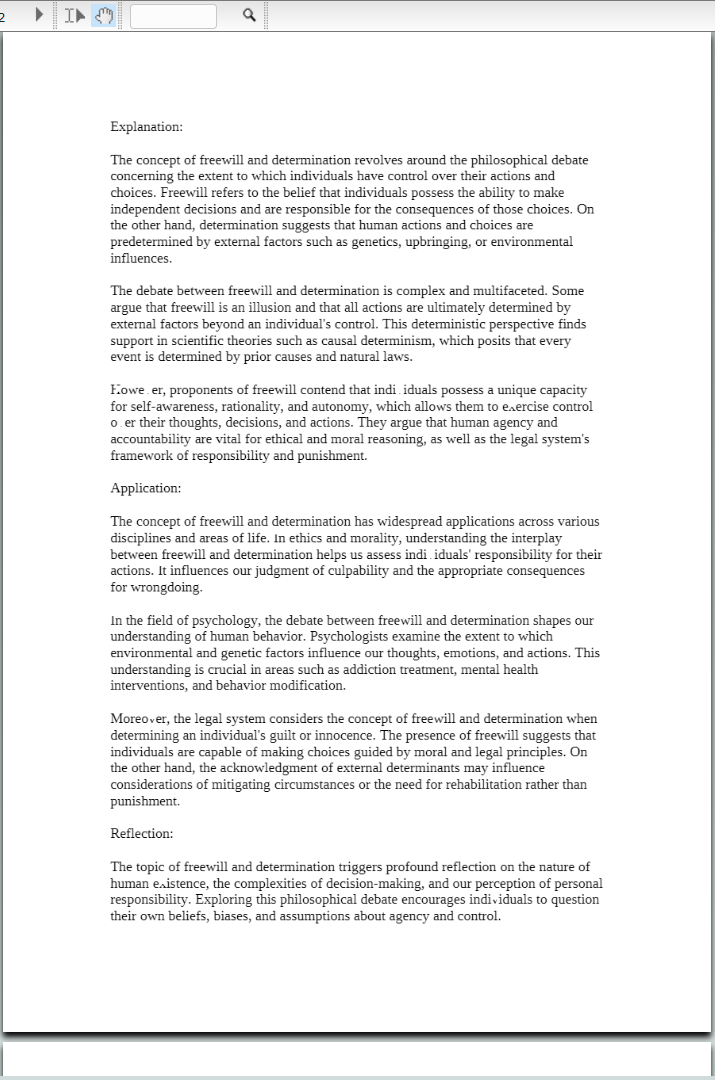 2
Explanation:
The concept of freewill and determination revolves around the philosophical debate
concerning the extent to which individuals have control over their actions and
choices. Freewill refers to the belief that individuals possess the ability to make
independent decisions and are responsible for the consequences of those choices. On
the other hand, determination suggests that human actions and choices are
predetermined by external factors such as genetics, upbringing, or environmental
influences.
The debate between freewill and determination is complex and multifaceted. Some
argue that freewill is an illusion and that all actions are ultimately determined by
external factors beyond an individual's control. This deterministic perspective finds
support in scientific theories such as causal determinism, which posits that every
event is determined by prior causes and natural laws.
However, proponents of freewill contend that individuals possess a unique capacity
for self-awareness, rationality, and autonomy, which allows them to exercise control
over their thoughts, decisions, and actions. They argue that human agency and
accountability are vital for ethical and moral reasoning, as well as the legal system's
framework of responsibility and punishment.
Application:
The concept of freewill and determination has widespread applications across various
disciplines and areas of life. In ethics and morality, understanding the interplay
between freewill and determination helps us assess individuals' responsibility for their
actions. It influences our judgment of culpability and the appropriate consequences
for wrongdoing.
In the field of psychology, the debate between freewill and determination shapes our
understanding of human behavior. Psychologists examine the extent to which
environmental and genetic factors influence our thoughts, emotions, and actions. This
understanding is crucial in areas such as addiction treatment, mental health
interventions, and behavior modification.
Moreover, the legal system considers the concept of freewill and determination when
determining an individual's guilt or innocence. The presence of freewill suggests that
individuals are capable of making choices guided by moral and legal principles. On
the other hand, the acknowledgment of external determinants may influence
considerations of mitigating circumstances or the need for rehabilitation rather than
punishment.
Reflection:
The topic of freewill and determination triggers profound reflection on the nature of
human existence, the complexities of decision-making, and our perception of personal
responsibility. Exploring this philosophical debate encourages individuals to question
their own beliefs, biases, and assumptions about agency and control.